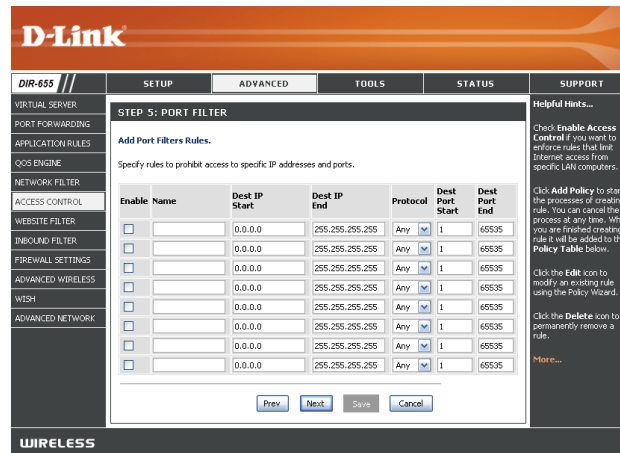 D-Link
DIR-655
SETUP
ADVANCED
TOOLS
STATUS
SUPPORT
VIRTUAL SERVER
PORT FORWARDING
APPLICATION RULES
QOS ENGINE
NETWORK FILTER
ACCESS CONTROL
WEBSITE FILTER
INBOUND FILTER
FIREWALL SETTINGS
ADVANCED WIRELESS
WISH
ADVANCED NETWORK
STEP 5: PORT FILTER
Add Port Filters Rules.
Specify rules to prohibit access to specific IP addresses and ports.
Enable Name Dest IP Start Dest IP End Protocol Dest Port Start Dest Port End
0.0.0.0 255.255.255.255 Any 1 65535
0.0.0.0 255.255.255.255 Any 1 65535
0.0.0.0 255.255.255.255 Any 1 65535
0.0.0.0 255.255.255.255 Any 1 65535
0.0.0.0 255.255.255.255 Any 1 65535
0.0.0.0 255.255.255.255 Any 1 65535
0.0.0.0 255.255.255.255 Any 1 65535
0.0.0.0 255.255.255.255 Any 1 65535
Prev Next Save Cancel
Helpful Hints...
Check Enable Access
Control if you want to
enforce rules that limit
Internet access from
specific LAN computers.
Click Add Policy to star
the processes of creatin
rule. You can cancel the
process at any time. Wh
you are finished creating
rule it will be added to th
Policy Table below.
Click the Edit icon to
modify an existing rule
using the Policy Wizard.
Click the Delete icon to
permanently remove a
rule.
More...
WIRELESS